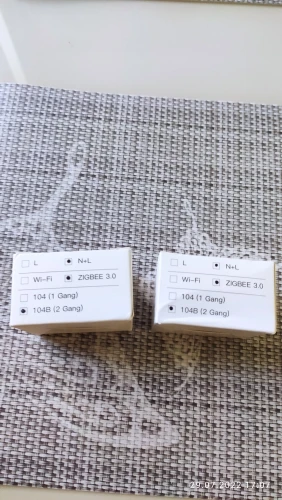 L N+L
Wi-Fi ZIGBEE 3.0
104 (1 Gang)
104B (2 Gang)
L N+L
Wi-Fi ZIGBEE 3.0
104 (1 Gang)
104B (2 Gang)
29.07.2022 17:07